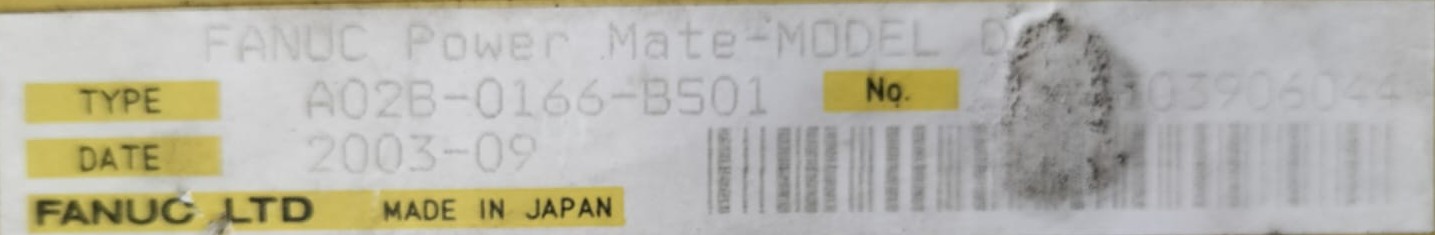 FANUC Power Mate-MODEL D
TYPE A02B-0166-B501 No.
DATE 2003-09
FANUC LTD MADE IN JAPAN